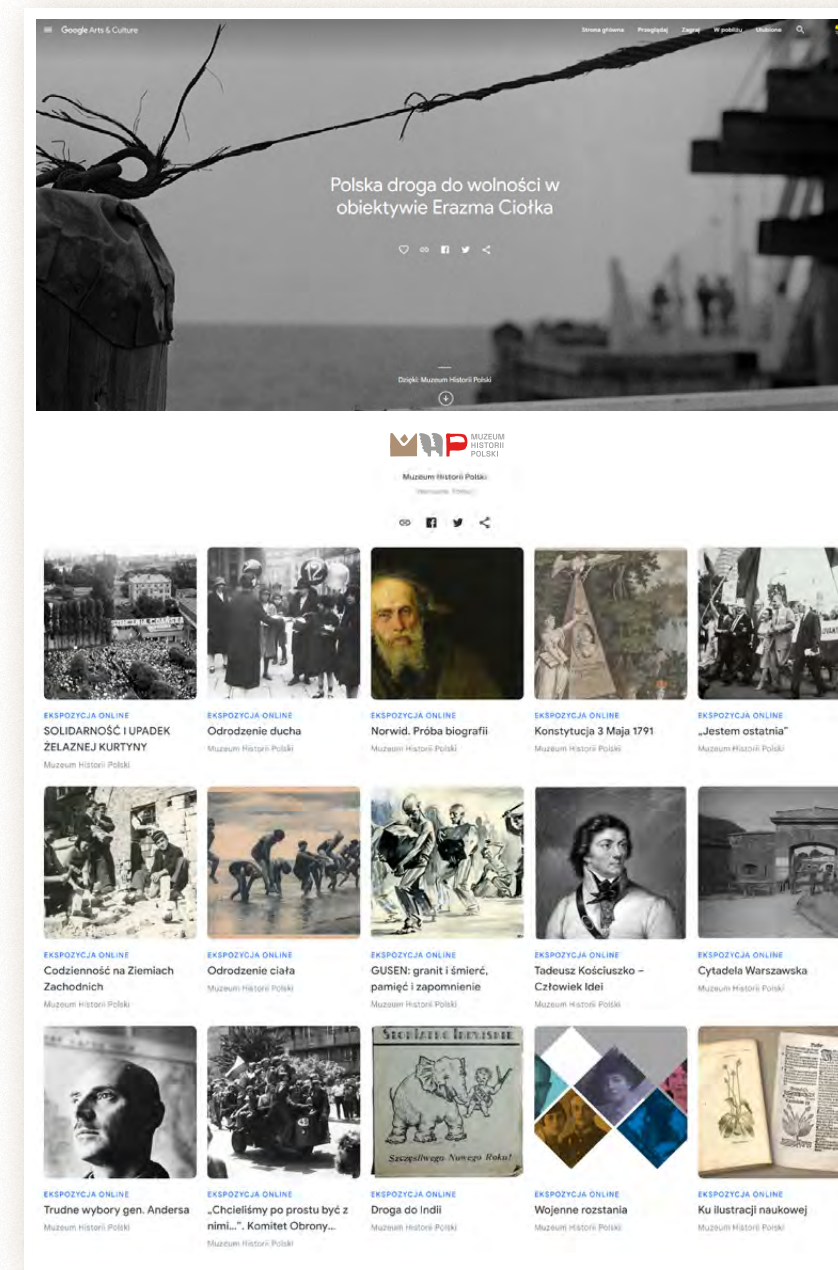 Google Arts & Culture
Strona główna Przeglądaj Zagraj W pobliżu Ulubione
Polska droga do wolności w
obiektywie Erazma Ciołka
Dzięki: Muzeum Historii Polski
MHP MUZEUM
HISTORII
POLSKI
Muzeum Historii Polski
STOCZNIA GDAŃSKA
12
EKSPOZYCJA ONLINE
SOLIDARNOŚĆ I UPADEK
ŻELAZNEJ KURTYNY
Muzeum Historii Polski
EKSPOZYCJA ONLINE
Odrodzenie ducha
Muzeum Historii Polski
EKSPOZYCJA ONLINE
Norwid. Próba biografii
Muzeum Historii Polski
EKSPOZYCJA ONLINE
Konstytucja 3 Maja 1791
Muzeum Historii Polski
EKSPOZYCJA ONLINE
„Jestem ostatnia”
Muzeum Historii Polski
EKSPOZYCJA ONLINE
Codzienność na Ziemiach
Zachodnich
Muzeum Historii Polski
EKSPOZYCJA ONLINE
Odrodzenie ciała
Muzeum Historii Polski
EKSPOZYCJA ONLINE
GUSEN: granit i śmierć,
pamięć i zapomnienie
Muzeum Historii Polski
EKSPOZYCJA ONLINE
Tadeusz Kościuszko –
Człowiek Idei
Muzeum Historii Polski
EKSPOZYCJA ONLINE
Cytadela Warszawska
Muzeum Historii Polski
Szczęśliwego Nowego Roku!
EKSPOZYCJA ONLINE
Trudne wybory gen. Andersa
Muzeum Historii Polski
EKSPOZYCJA ONLINE
„Chcieliśmy po prostu być z
nimi...”. Komitet Obrony...
Muzeum Historii Polski
EKSPOZYCJA ONLINE
Droga do Indii
Muzeum Historii Polski
EKSPOZYCJA ONLINE
Wojenne rozstania
Muzeum Historii Polski
EKSPOZYCJA ONLINE
Ku ilustracji naukowej
Muzeum Historii Polski